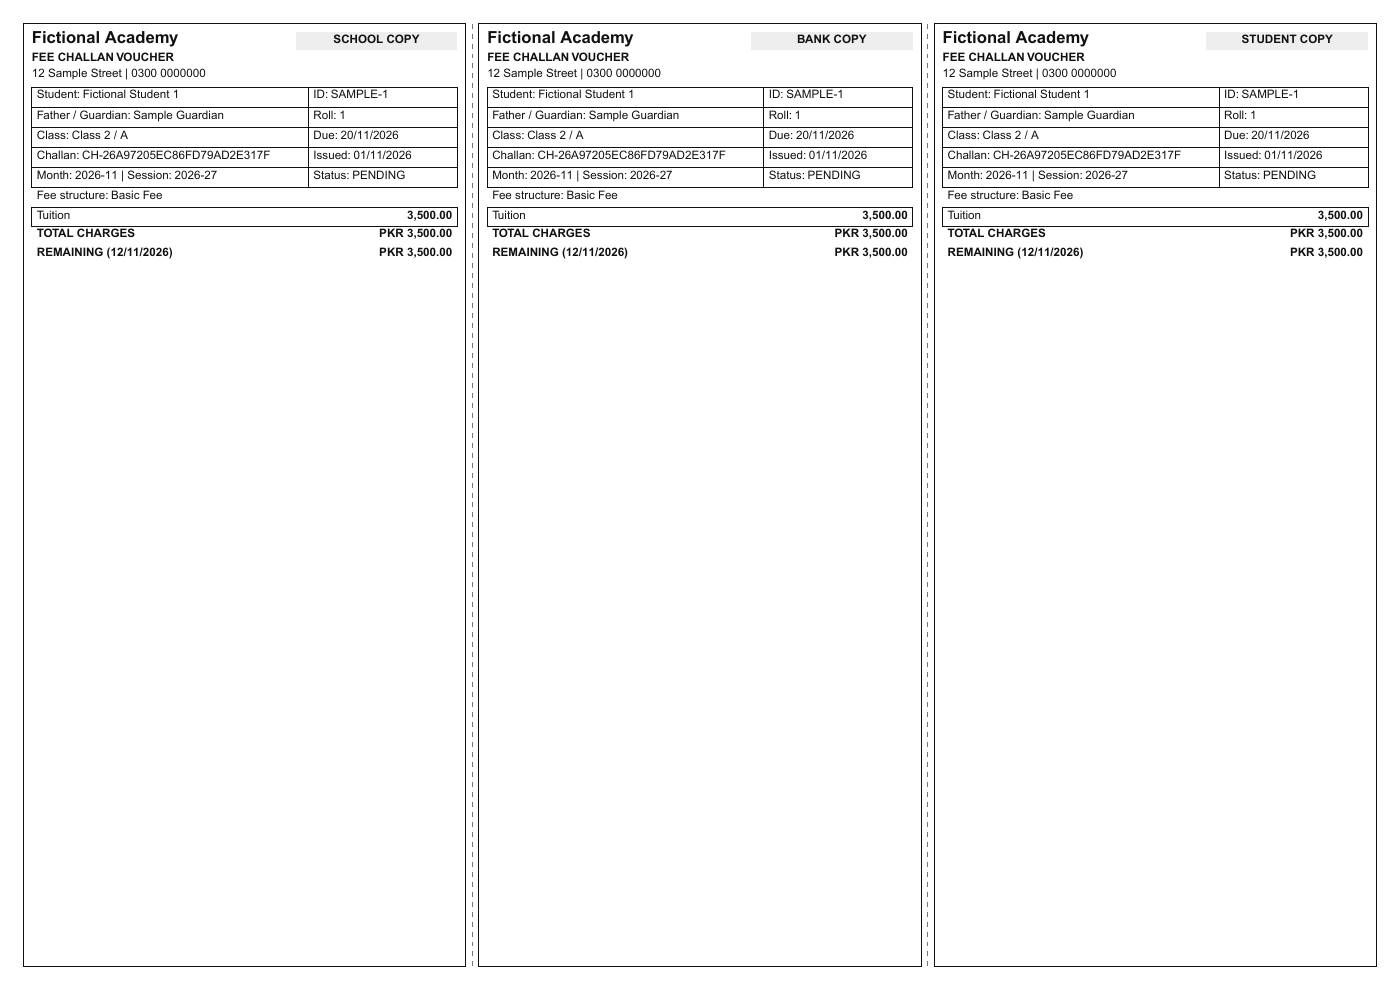 Fictional Academy
SCHOOL COPY
FEE CHALLAN VOUCHER
12 Sample Street | 0300 0000000
Student: Fictional Student 1
ID: SAMPLE-1
Father / Guardian: Sample Guardian
Roll: 1
Class: Class 2 / A
Due: 20/11/2026
Challan: CH-26A97205EC86FD79AD2E317F
Issued: 01/11/2026
Month: 2026-11 | Session: 2026-27
Status: PENDING
Fee structure: Basic Fee
Tuition
3,500.00
TOTAL CHARGES
PKR 3,500.00
REMAINING (12/11/2026)
PKR 3,500.00
Fictional Academy
BANK COPY
FEE CHALLAN VOUCHER
12 Sample Street | 0300 0000000
Student: Fictional Student 1
ID: SAMPLE-1
Father / Guardian: Sample Guardian
Roll: 1
Class: Class 2 / A
Due: 20/11/2026
Challan: CH-26A97205EC86FD79AD2E317F
Issued: 01/11/2026
Month: 2026-11 | Session: 2026-27
Status: PENDING
Fee structure: Basic Fee
Tuition
3,500.00
TOTAL CHARGES
PKR 3,500.00
REMAINING (12/11/2026)
PKR 3,500.00
Fictional Academy
STUDENT COPY
FEE CHALLAN VOUCHER
12 Sample Street | 0300 0000000
Student: Fictional Student 1
ID: SAMPLE-1
Father / Guardian: Sample Guardian
Roll: 1
Class: Class 2 / A
Due: 20/11/2026
Challan: CH-26A97205EC86FD79AD2E317F
Issued: 01/11/2026
Month: 2026-11 | Session: 2026-27
Status: PENDING
Fee structure: Basic Fee
Tuition
3,500.00
TOTAL CHARGES
PKR 3,500.00
REMAINING (12/11/2026)
PKR 3,500.00